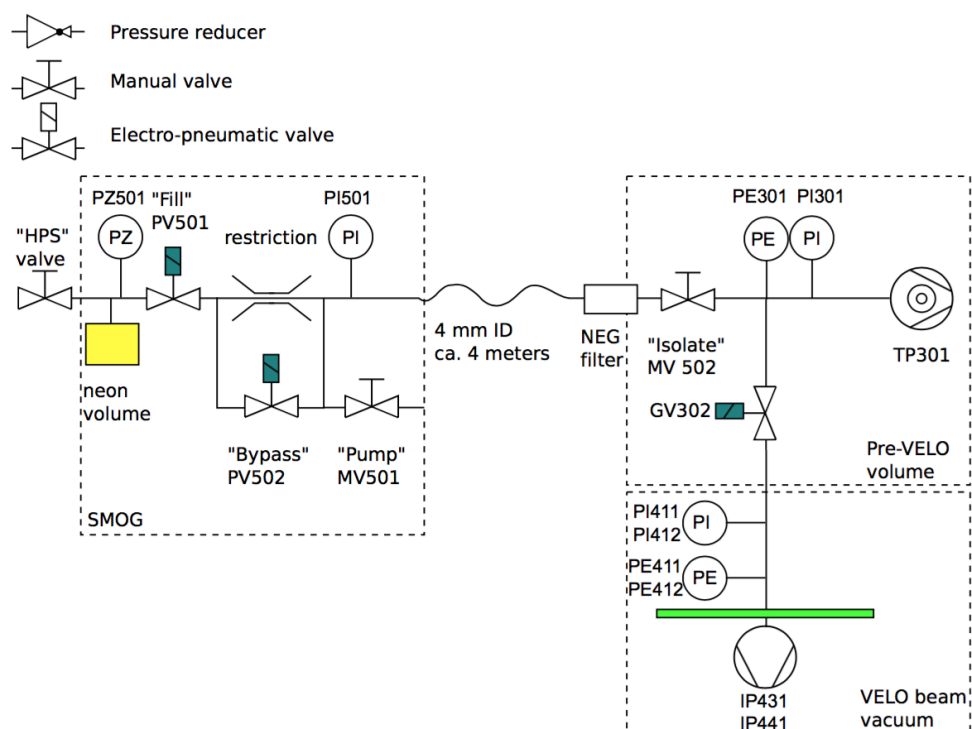 Pressure reducer
Manual valve
Electro-pneumatic valve
"HPS"
valve
PZ501
PZ
"Fill"
PV501
restriction
PI501
PI
neon
volume
"Bypass"
PV502
"Pump"
MV501
SMOG
4 mm ID
ca. 4 meters
NEG
filter
"Isolate"
MV 502
PE301
PE
PI301
PI
TP301
GV302
Pre-VELO
volume
PI411
PI412
PI
PE411
PE412
PE
IP431
IP441
VELO beam
vacuum